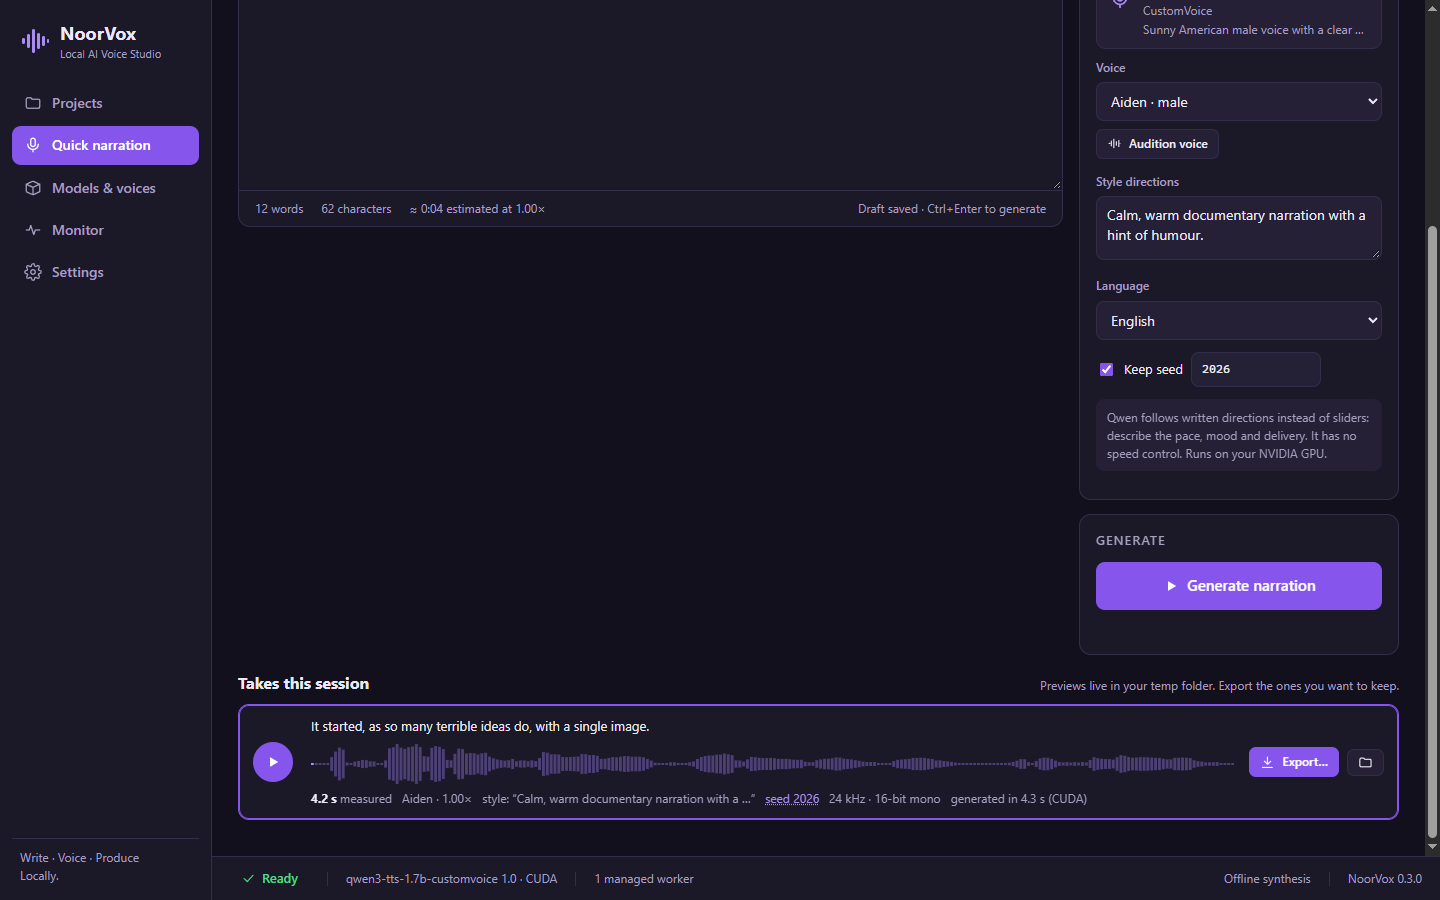 NoorVox
Local AI Voice Studio
Projects
Quick narration
Models & voices
Monitor
Settings
Write · Voice · Produce
Locally.
12 words 62 characters ≈ 0:04 estimated at 1.00×
Draft saved · Ctrl+Enter to generate
CustomVoice
Sunny American male voice with a clear ...
Voice
Aiden · male
Audition voice
Style directions
Calm, warm documentary narration with a
hint of humour.
Language
English
Keep seed 2026
Qwen follows written directions instead of sliders:
describe the pace, mood and delivery. It has no
speed control. Runs on your NVIDIA GPU.
GENERATE
Generate narration
Takes this session
Previews live in your temp folder. Export the ones you want to keep.
It started, as so many terrible ideas do, with a single image.
Export...
4.2 s measured Aiden · 1.00× style: “Calm, warm documentary narration with a ...” seed 2026 24 kHz · 16-bit mono generated in 4.3 s (CUDA)
Ready qwen3-tts-1.7b-customvoice 1.0 · CUDA 1 managed worker Offline synthesis NoorVox 0.3.0